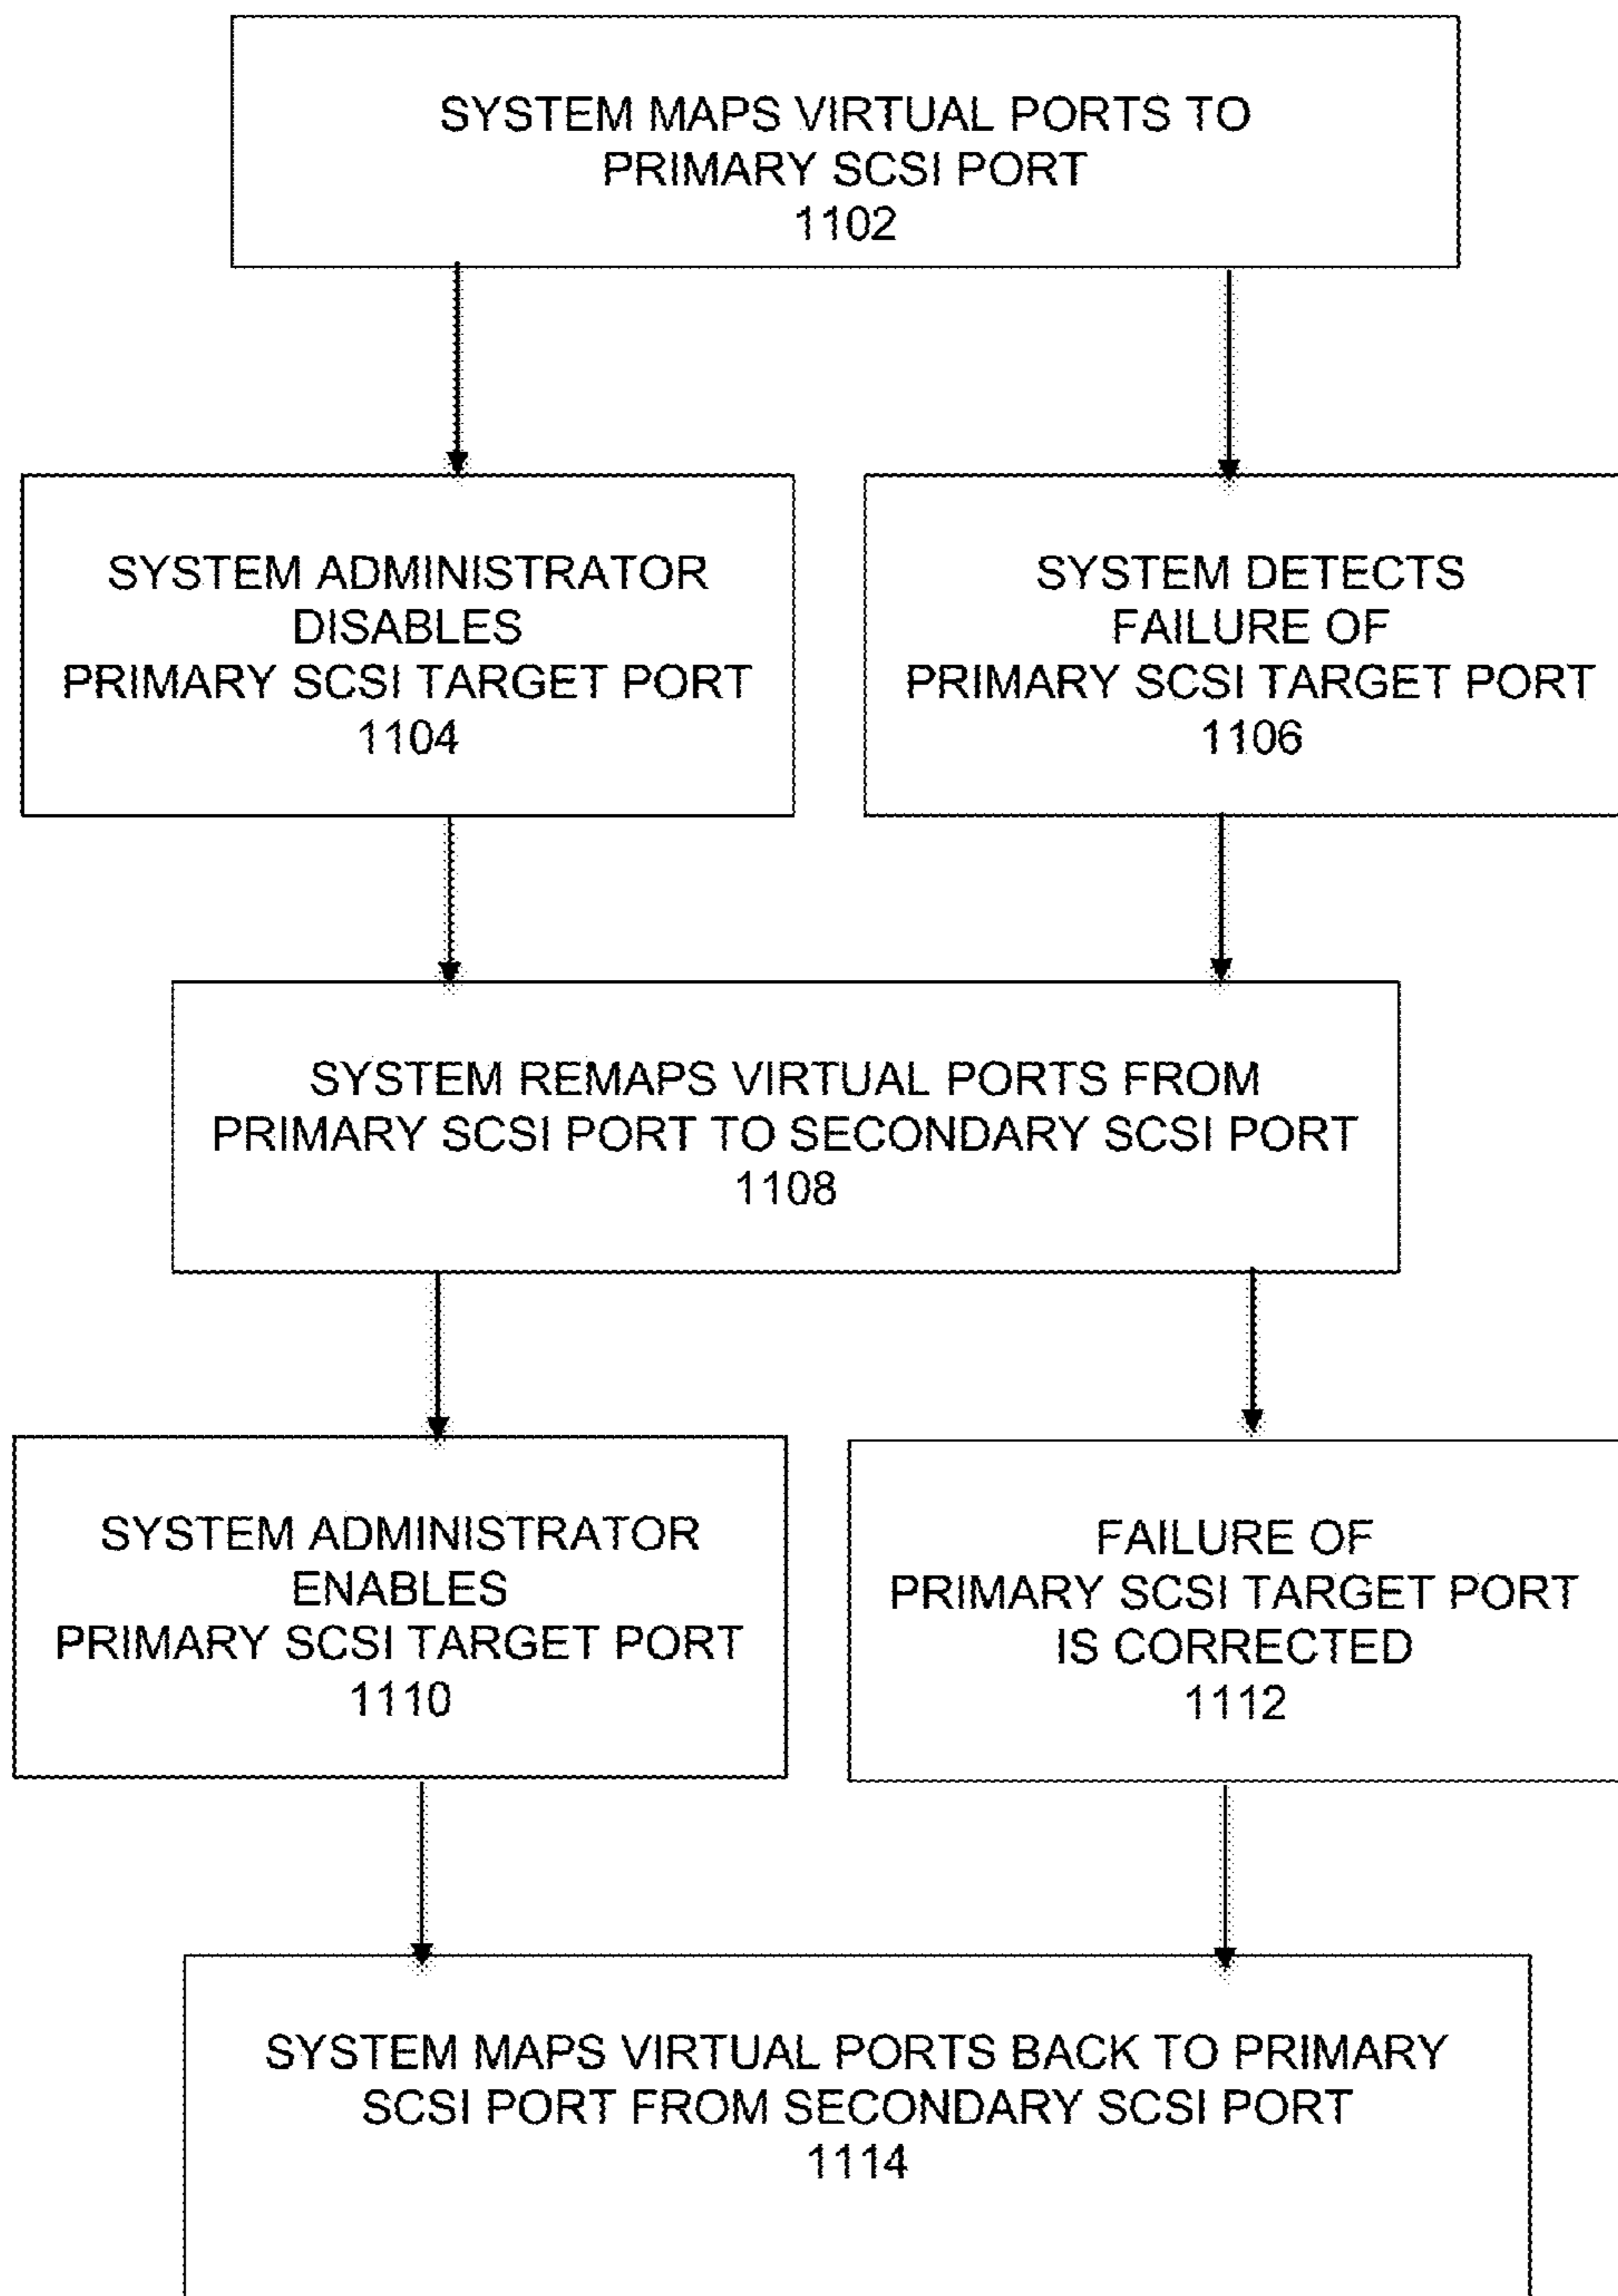 SYSTEM MAPS VIRTUAL PORTS TO
PRIMARY SCSI PORT
1102
SYSTEM ADMINISTRATOR
DISABLES
PRIMARY SCSI TARGET PORT
1104
SYSTEM DETECTS
FAILURE OF
PRIMARY SCSI TARGET PORT
1106
SYSTEM REMAPS VIRTUAL PORTS FROM
PRIMARY SCSI PORT TO SECONDARY SCSI PORT
1108
SYSTEM ADMINISTRATOR
ENABLES
PRIMARY SCSI TARGET PORT
1110
FAILURE OF
PRIMARY SCSI TARGET PORT
IS CORRECTED
1112
SYSTEM MAPS VIRTUAL PORTS BACK TO PRIMARY
SCSI PORT FROM SECONDARY SCSI PORT
1114